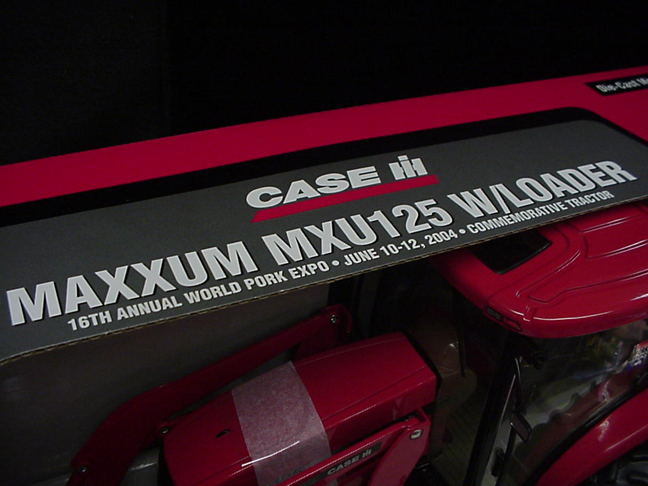 Die-Cast Me
CASE IH
MAXXUM MXU125 W/LOADER
16TH ANNUAL WORLD PORK EXPO • JUNE 10-12, 2004 • COMMEMORATIVE TRACTOR
CASE IH